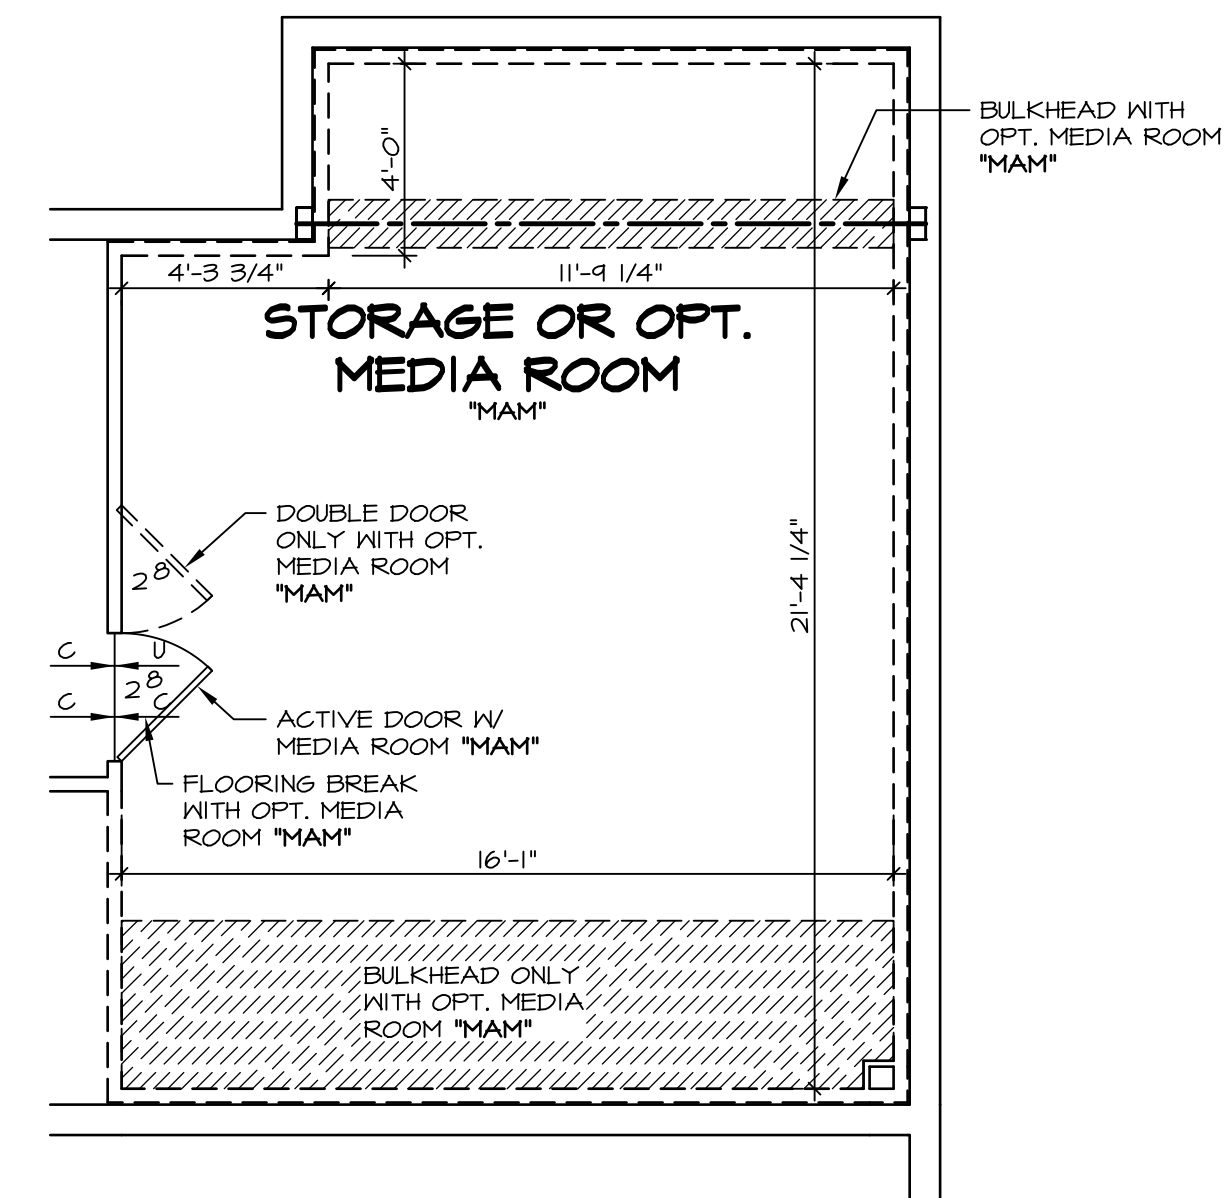 BULKHEAD WITH
OPT. MEDIA ROOM
"MAM"
4'-0"
4'-3 3/4"
11'-9 1/4"
STORAGE OR OPT.
MEDIA ROOM
"MAM"
DOUBLE DOOR
ONLY WITH OPT.
MEDIA ROOM
"MAM"
2 8
21'-4 1/4"
C U
2 8
C C
ACTIVE DOOR W/
MEDIA ROOM "MAM"
FLOORING BREAK
WITH OPT. MEDIA
ROOM "MAM"
16'-1"
BULKHEAD ONLY
WITH OPT. MEDIA
ROOM "MAM"